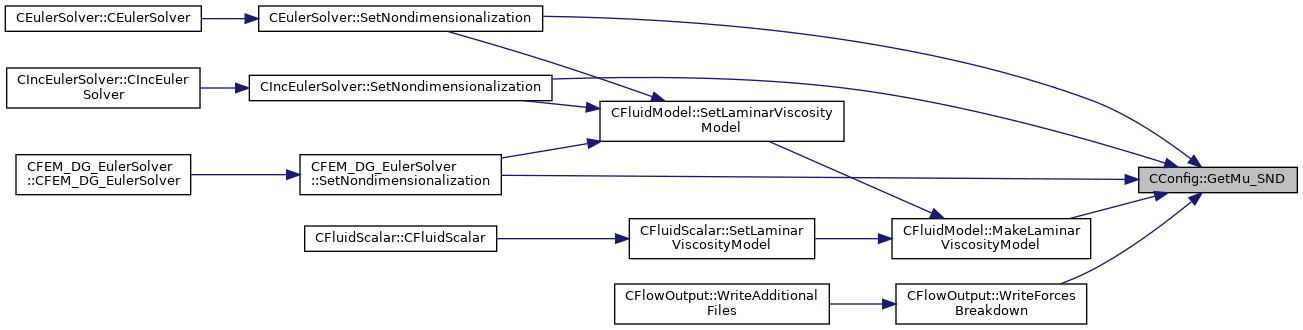 CEulerSolver::CEulerSolver
CEulerSolver::SetNondimensionalization
CIncEulerSolver::CIncEuler
Solver
CIncEulerSolver::SetNondimensionalization
CFluidModel::SetLaminarViscosity
Model
CFEM_DG_EulerSolver
::CFEM_DG_EulerSolver
CFEM_DG_EulerSolver
::SetNondimensionalization
CConfig::GetMu_SND
CFluidScalar::CFluidScalar
CFluidScalar::SetLaminar
ViscosityModel
CFluidModel::MakeLaminar
ViscosityModel
CFlowOutput::WriteAdditional
Files
CFlowOutput::WriteForces
Breakdown